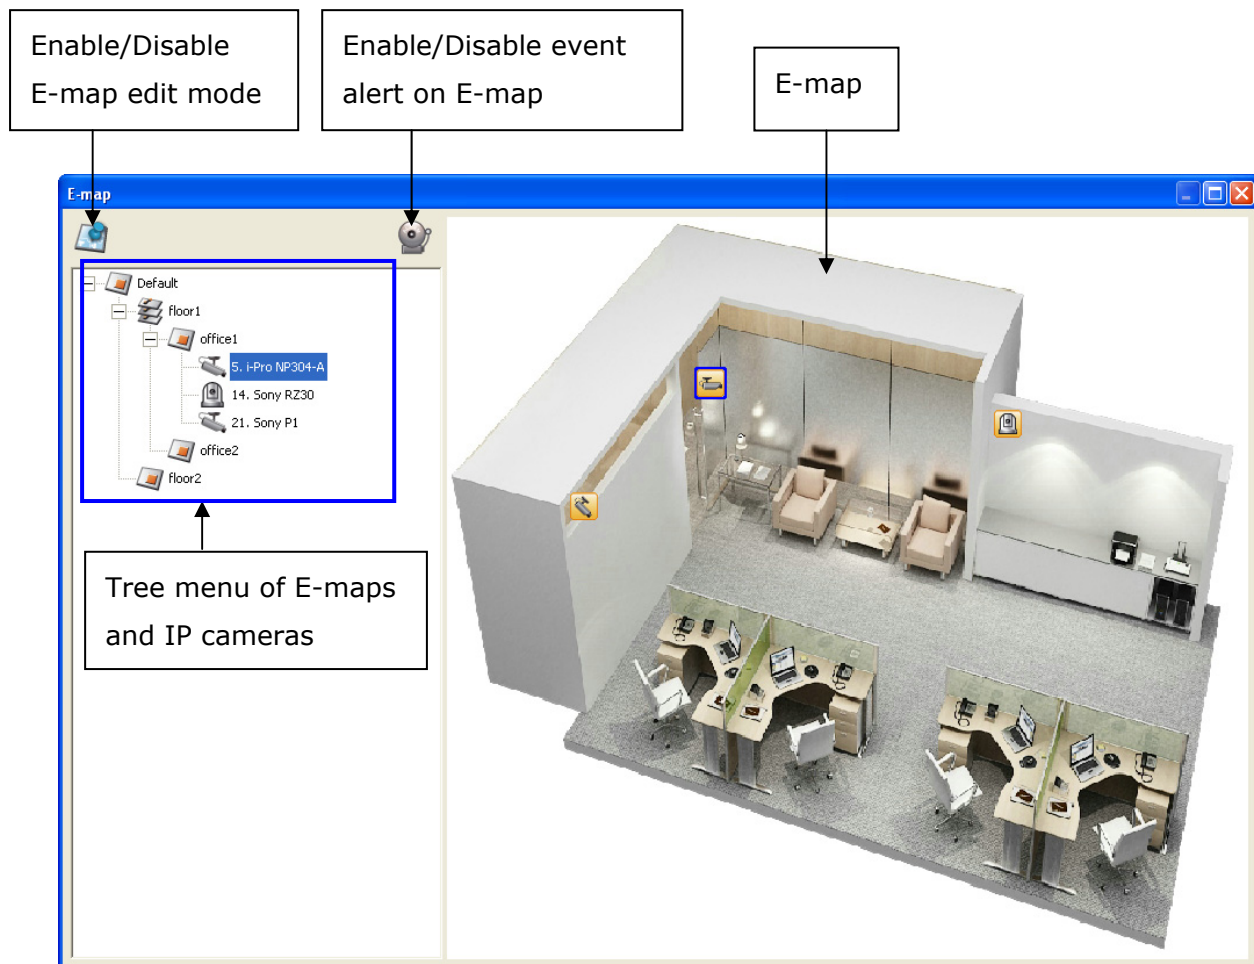 Enable/Disable
E-map edit mode
Enable/Disable event
alert on E-map
E-map
E-map
Default
floor1
office1
5. i-Pro NP304-A
14. Sony RZ30
21. Sony P1
office2
floor2
Tree menu of E-maps
and IP cameras